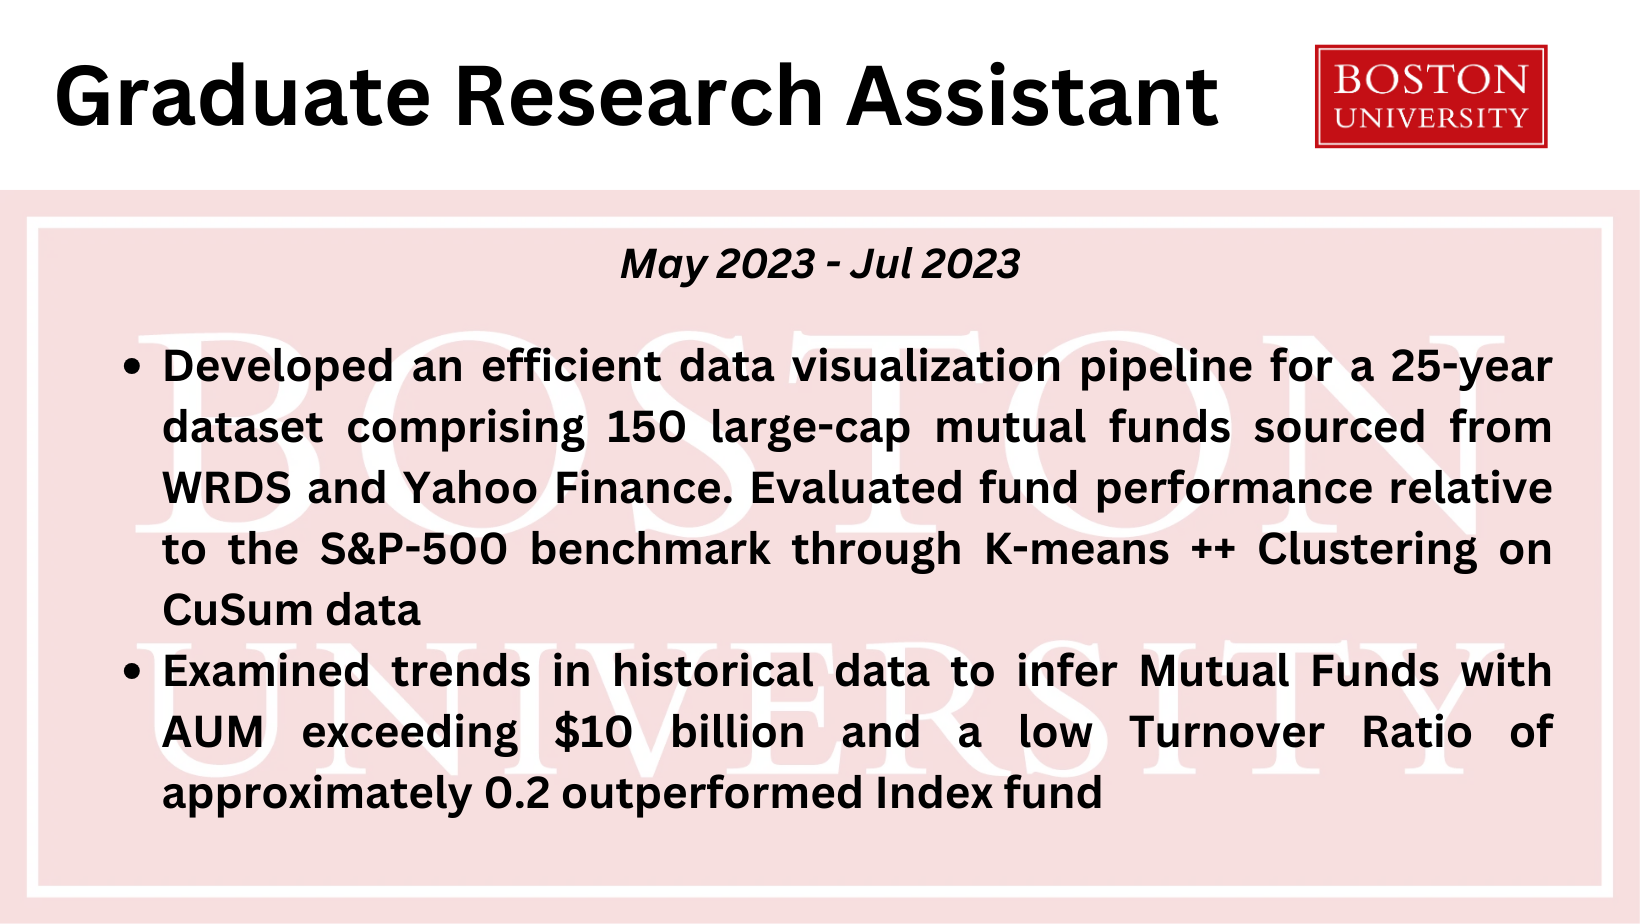 Graduate Research Assistant
BOSTON
UNIVERSITY
May 2023 - Jul 2023
BOSTON
UNIVERSITY
• Developed an efficient data visualization pipeline for a 25-year
dataset comprising 150 large-cap mutual funds sourced from
WRDS and Yahoo Finance. Evaluated fund performance relative
to the S&P-500 benchmark through K-means ++ Clustering on
CuSum data
• Examined trends in historical data to infer Mutual Funds with
AUM exceeding $10 billion and a low Turnover Ratio of
approximately 0.2 outperformed Index fund